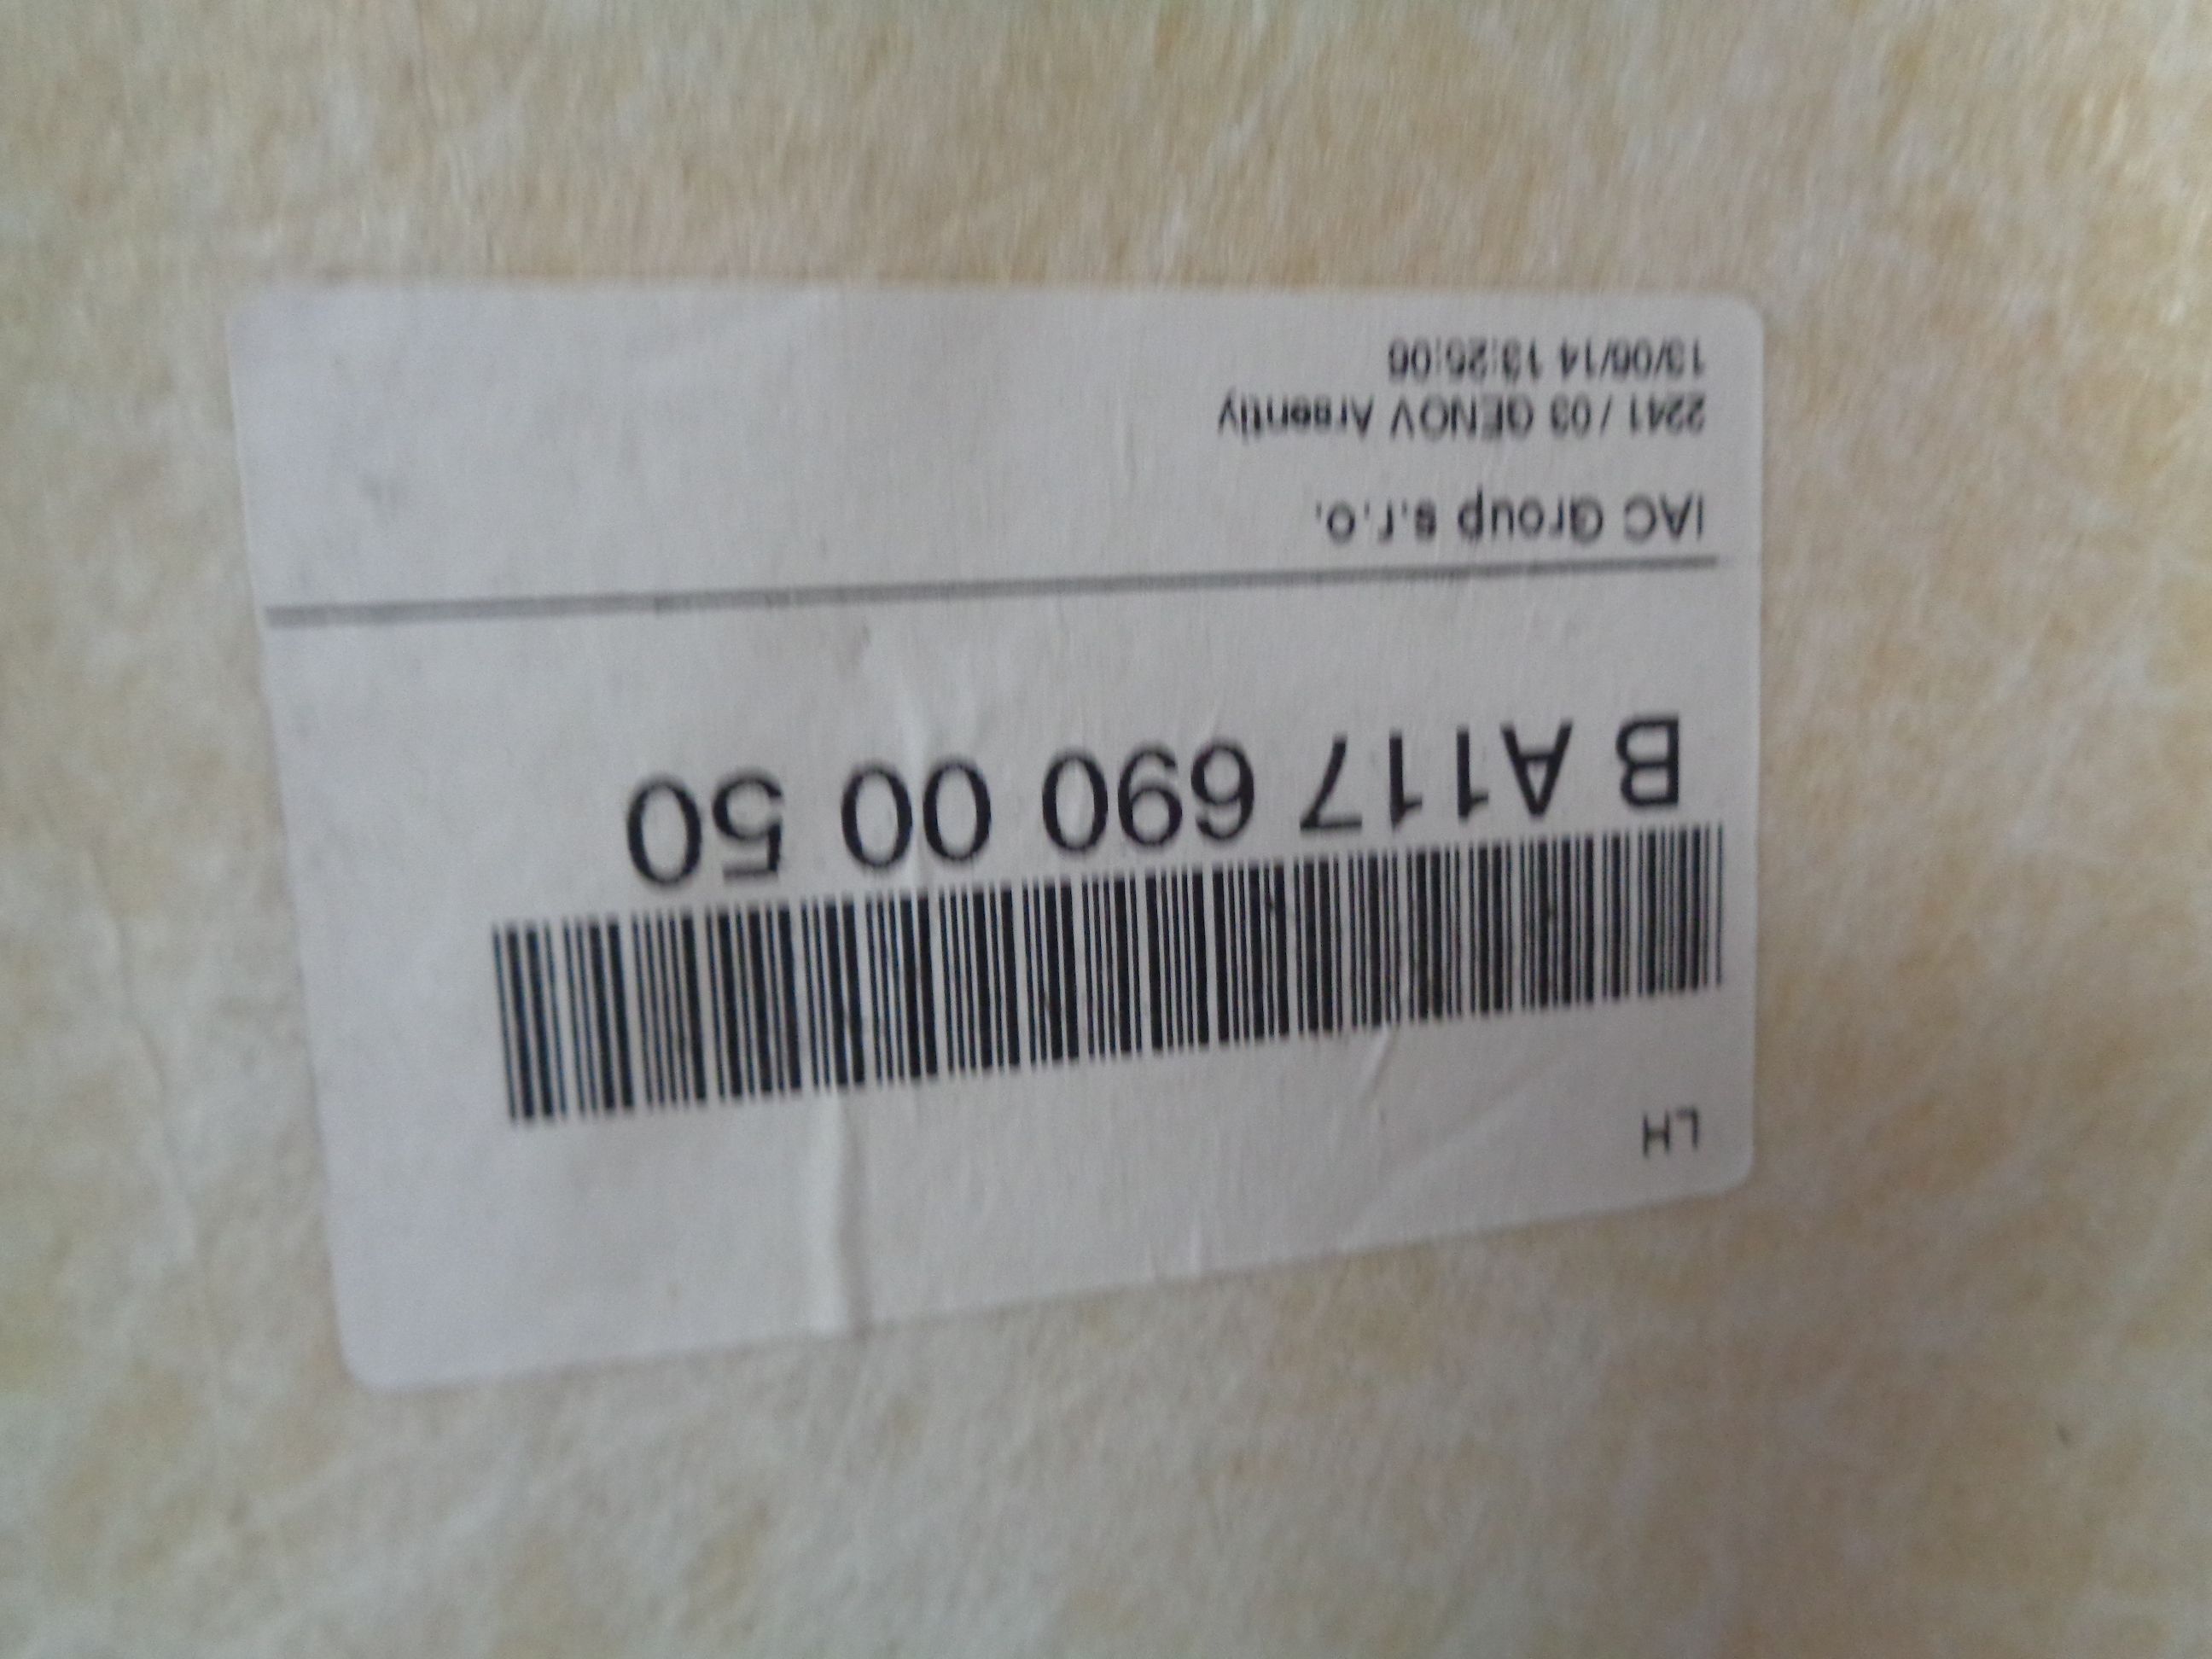 LH
B A117 690 00 50
IAC Group s.r.o.
2241 / 03 GENOV Arsentiy
13/06/14 13:25:06